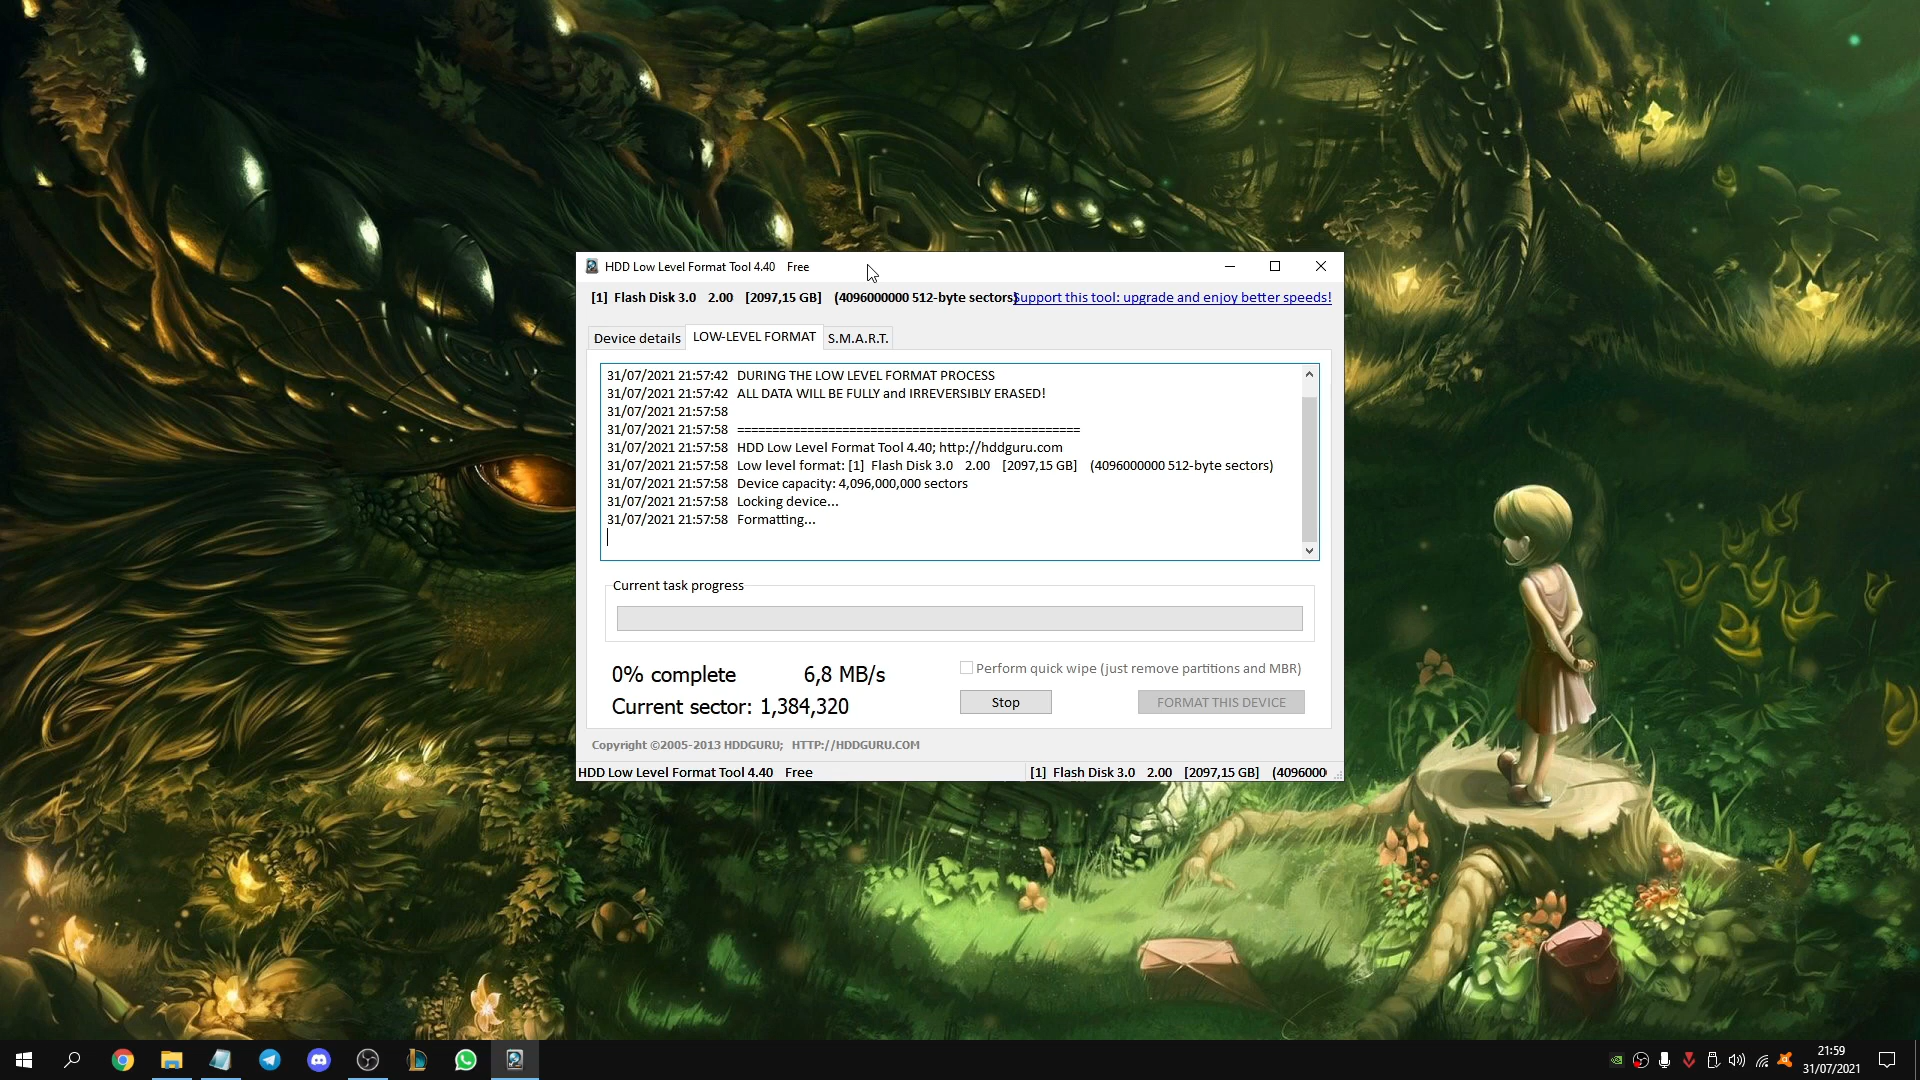 HDD Low Level Format Tool 4.40    Free
[1]  Flash Disk 3.0   2.00   [2097,15 GB]   (4096000000 512-byte sectors)
Support this tool: upgrade and enjoy better speeds!
Device details
LOW-LEVEL FORMAT
S.M.A.R.T.
31/07/2021 21:57:42   DURING THE LOW LEVEL FORMAT PROCESS
31/07/2021 21:57:42   ALL DATA WILL BE FULLY and IRREVERSIBLY ERASED!
31/07/2021 21:57:58
31/07/2021 21:57:58   =================================================
31/07/2021 21:57:58   HDD Low Level Format Tool 4.40; http://hddguru.com
31/07/2021 21:57:58   Low level format: [1]  Flash Disk 3.0   2.00   [2097,15 GB]   (4096000000 512-byte sectors)
31/07/2021 21:57:58   Device capacity: 4,096,000,000 sectors
31/07/2021 21:57:58   Locking device...
31/07/2021 21:57:58   Formatting...
Current task progress
0% complete
6,8 MB/s
Perform quick wipe (just remove partitions and MBR)
Current sector: 1,384,320
Stop
FORMAT THIS DEVICE
Copyright ©2005-2013 HDDGURU;   HTTP://HDDGURU.COM
HDD Low Level Format Tool 4.40    Free
[1]  Flash Disk 3.0   2.00   [2097,15 GB]   (4096000
21:59
31/07/2021